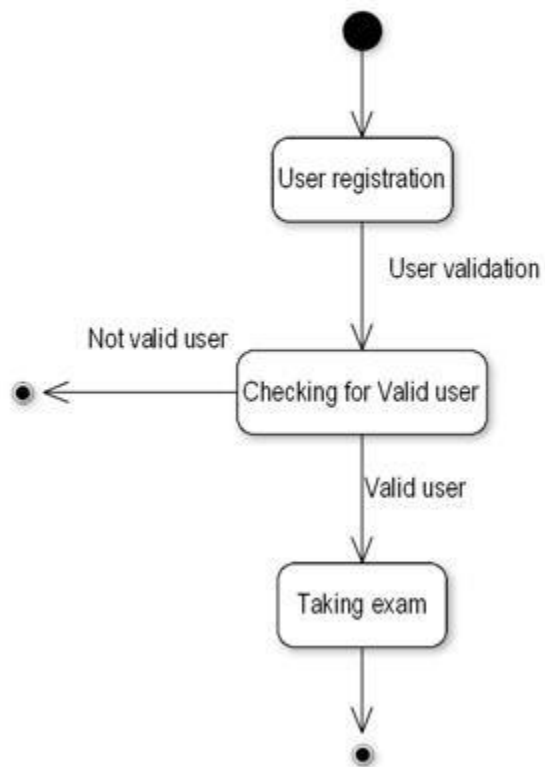 User registration
User validation
Not valid user
Checking for Valid user
Valid user
Taking exam